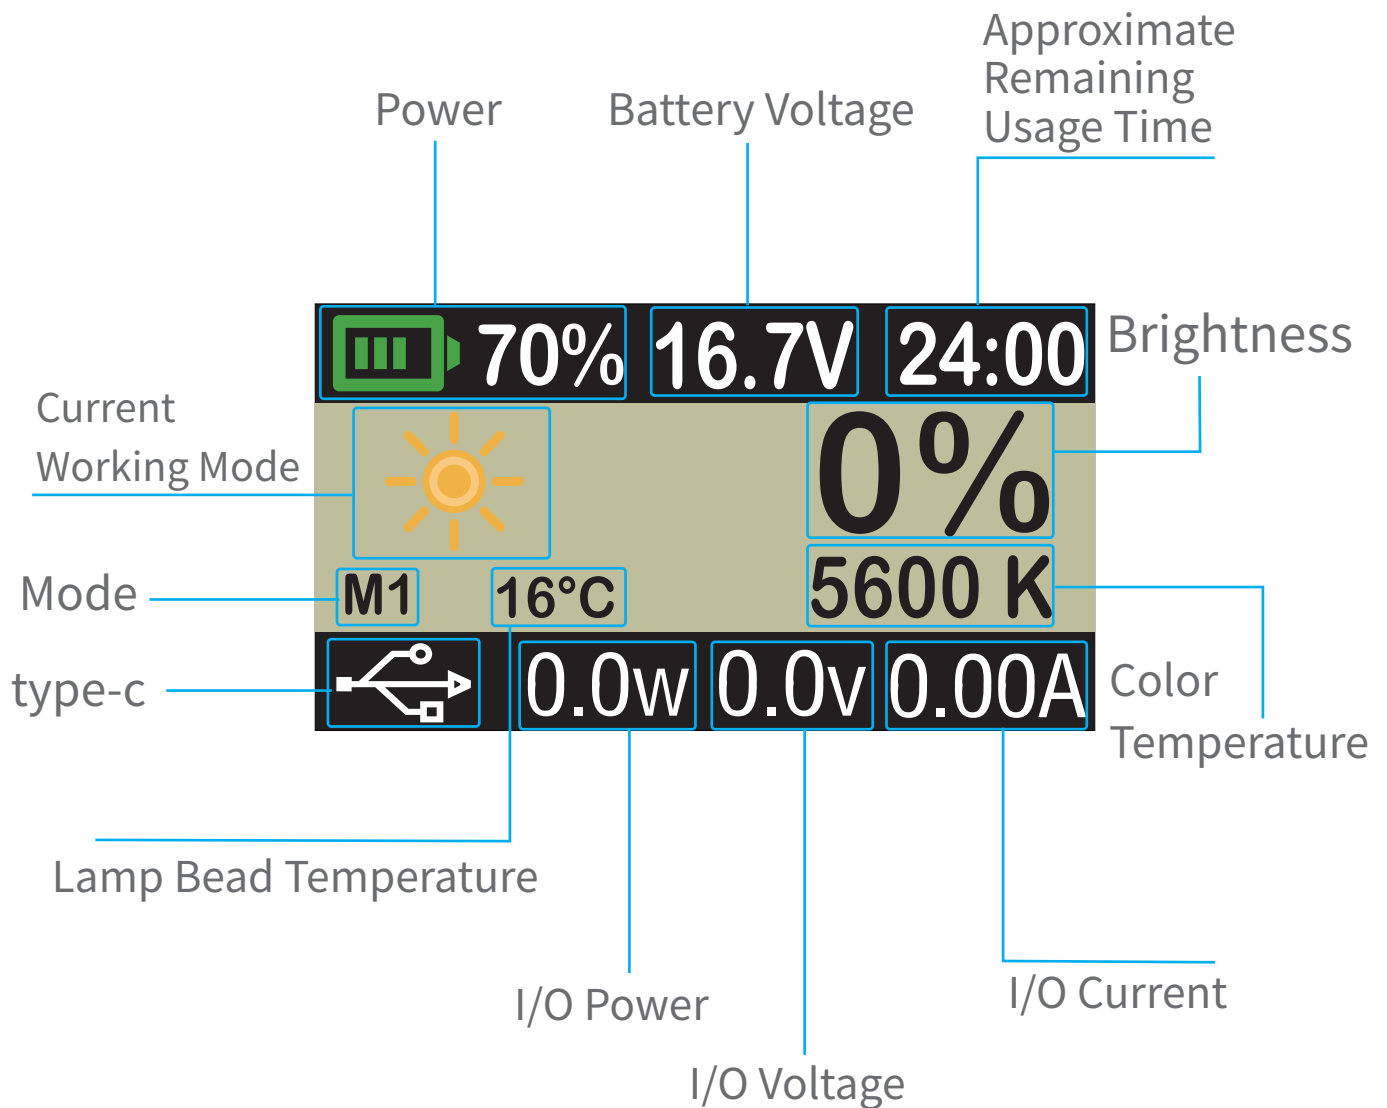 Approximate
Remaining
Usage Time
Power
Battery Voltage
70%
16.7V
24:00
Brightness
Current
Working Mode
0%
Mode
M1
16°C
5600 K
type-c
0.0w
0.0v
0.00A
Color
Temperature
Lamp Bead Temperature
I/O Power
I/O Current
I/O Voltage